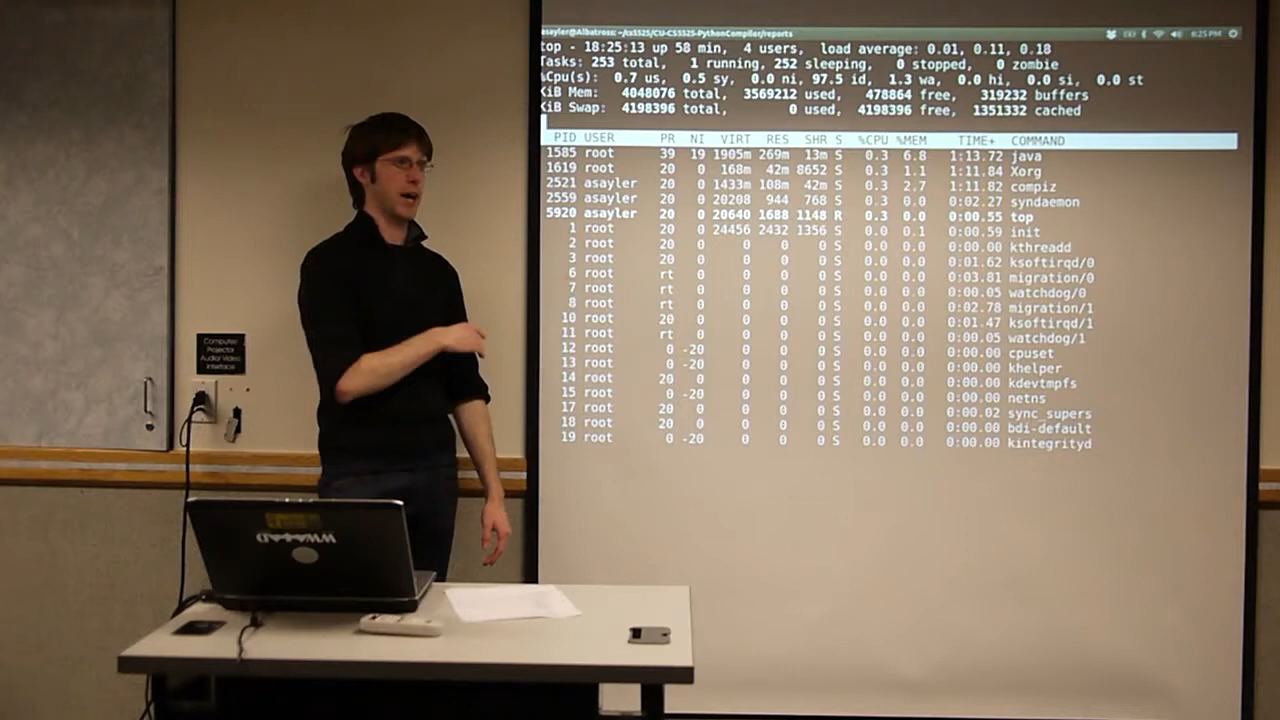 asayler@Albatross: ~/cs5525/CU-CS5525-PythonCompiler/reports 6:25 PM
top - 18:25:13 up 58 min, 4 users, load average: 0.01, 0.11, 0.18
Tasks: 253 total, 1 running, 252 sleeping, 0 stopped, 0 zombie
%Cpu(s): 0.7 us, 0.5 sy, 0.0 ni, 97.5 id, 1.3 wa, 0.0 hi, 0.0 si, 0.0 st
KiB Mem: 4048076 total, 3569212 used, 478864 free, 319232 buffers
KiB Swap: 4198396 total, 0 used, 4198396 free, 1351332 cached
PID USER PR NI VIRT RES SHR S %CPU %MEM TIME+ COMMAND
1585 root 39 19 1905m 269m 13m S 0.3 6.8 1:13.72 java
1619 root 20 0 168m 42m 8652 S 0.3 1.1 1:11.84 Xorg
2521 asayler 20 0 1433m 108m 42m S 0.3 2.7 1:11.82 compiz
2559 asayler 20 0 20208 944 768 S 0.3 0.0 0:02.27 syndaemon
5920 asayler 20 0 20640 1688 1148 R 0.3 0.0 0:00.55 top
1 root 20 0 24456 2432 1356 S 0.0 0.1 0:00.59 init
2 root 20 0 0 0 0 S 0.0 0.0 0:00.00 kthreadd
3 root 20 0 0 0 0 S 0.0 0.0 0:01.62 ksoftirqd/0
6 root rt 0 0 0 0 S 0.0 0.0 0:03.81 migration/0
7 root rt 0 0 0 0 S 0.0 0.0 0:00.05 watchdog/0
8 root rt 0 0 0 0 S 0.0 0.0 0:02.78 migration/1
10 root 20 0 0 0 0 S 0.0 0.0 0:01.47 ksoftirqd/1
11 root rt 0 0 0 0 S 0.0 0.0 0:00.05 watchdog/1
12 root 0 -20 0 0 0 S 0.0 0.0 0:00.00 cpuset
13 root 0 -20 0 0 0 S 0.0 0.0 0:00.00 khelper
14 root 20 0 0 0 0 S 0.0 0.0 0:00.00 kdevtmpfs
15 root 0 -20 0 0 0 S 0.0 0.0 0:00.00 netns
17 root 20 0 0 0 0 S 0.0 0.0 0:00.02 sync_supers
18 root 20 0 0 0 0 S 0.0 0.0 0:00.00 bdi-default
19 root 0 -20 0 0 0 S 0.0 0.0 0:00.00 kintegrityd
Computer
Projector
Audio/Video
Interface